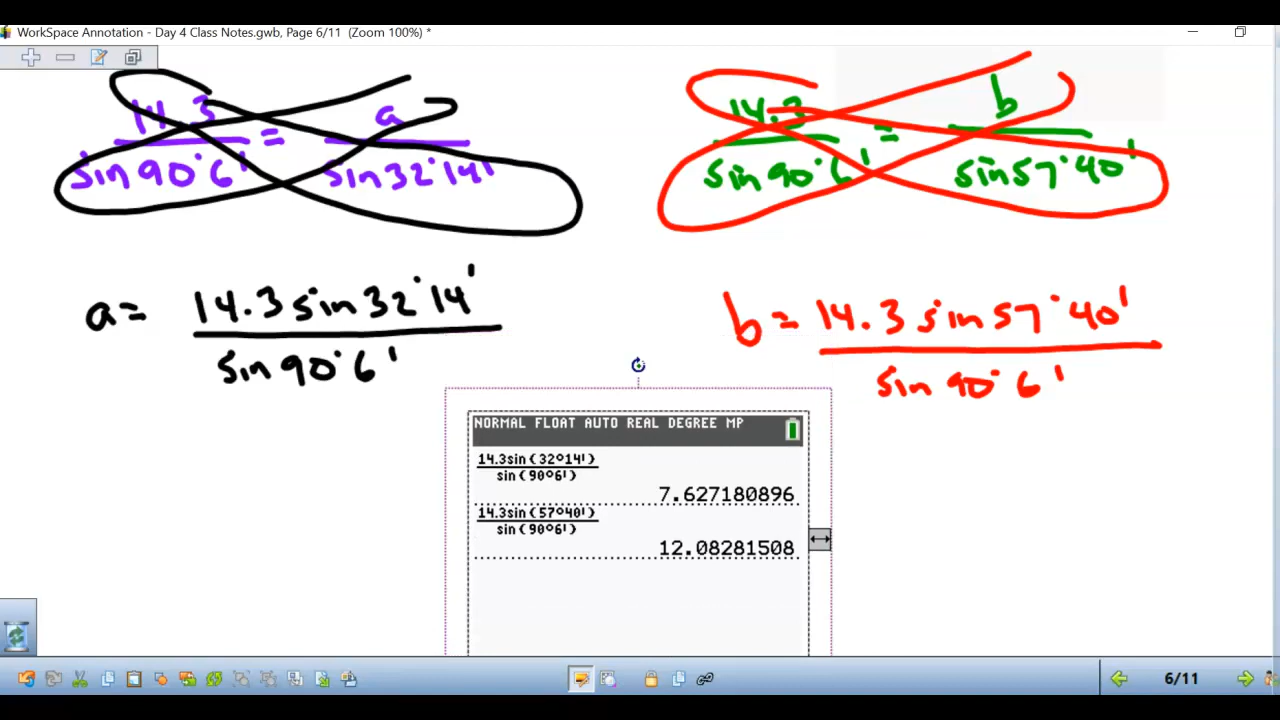 WorkSpace Annotation - Day 4 Class Notes.gwb, Page 6/11 (Zoom 100%) *
14.3 = a
sin 90° 6' sin 32° 14'
14.3 = b
sin 90° 6' sin 57° 40'
a = 14.3 sin 32° 14'
sin 90° 6'
b = 14.3 sin 57° 40'
sin 90° 6'
NORMAL FLOAT AUTO REAL DEGREE MP
14.3sin(32°14')
sin(90°6')
7.627180896
14.3sin(57°40')
sin(90°6')
12.08281508
6/11